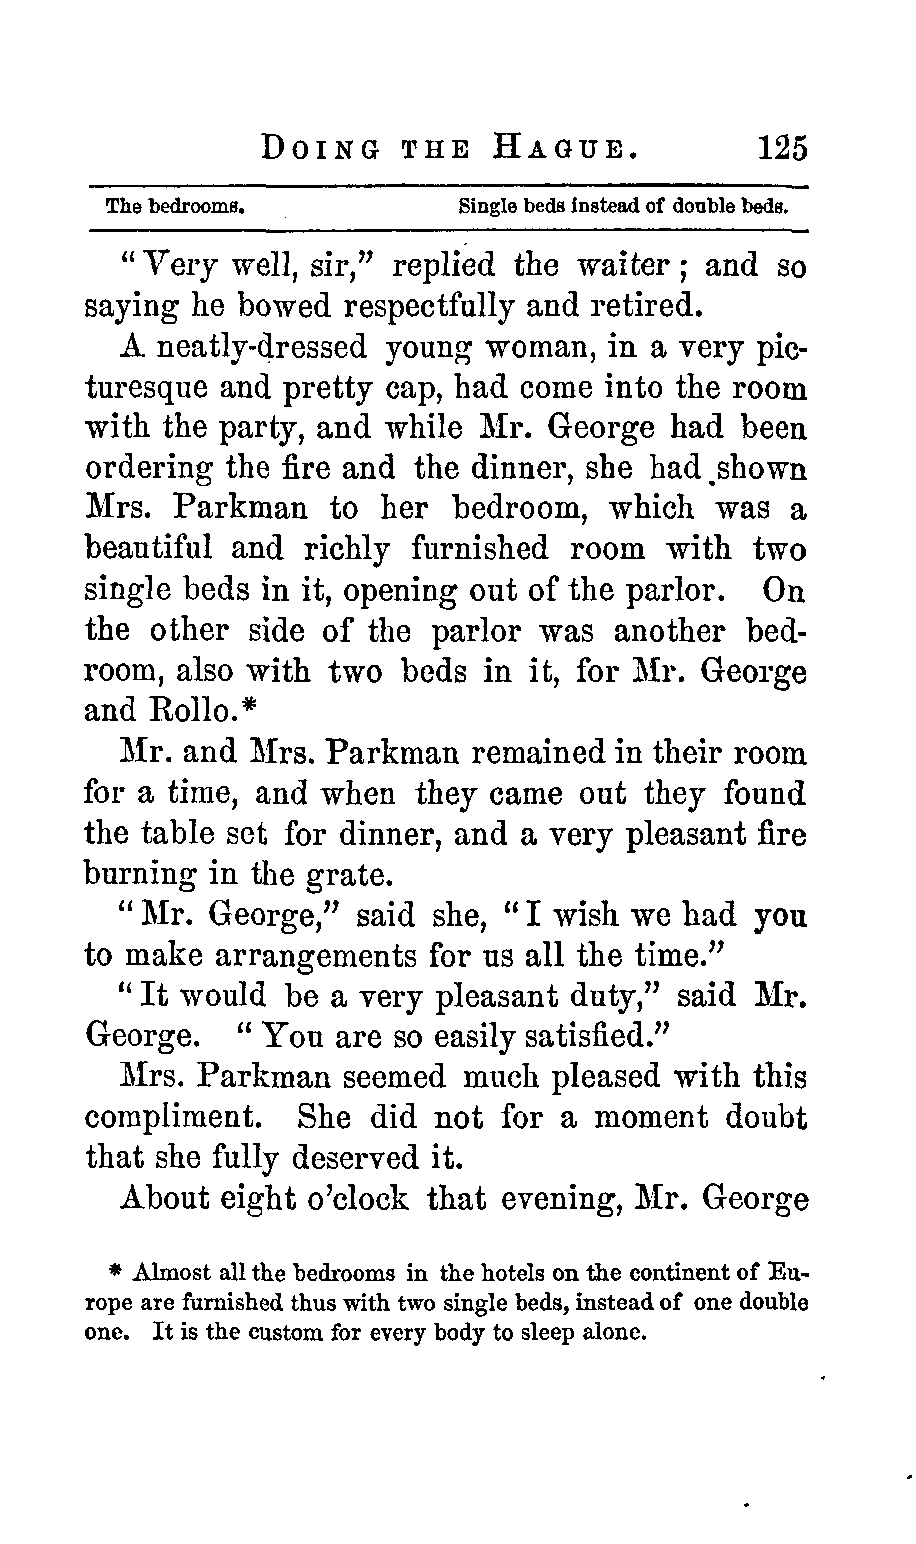 DOING THE HAGUE. 125
The bedrooms. Single beds instead of double beds.
“Very well, sir,” replied the waiter; and so
saying he bowed respectfully and retired.
A neatly-dressed young woman, in a very pic-
turesque and pretty cap, had come into the room
with the party, and while Mr. George had been
ordering the fire and the dinner, she had shown
Mrs. Parkman to her bedroom, which was a
beautiful and richly furnished room with two
single beds in it, opening out of the parlor. On
the other side of the parlor was another bed-
room, also with two beds in it, for Mr. George
and Rollo.*
Mr. and Mrs. Parkman remained in their room
for a time, and when they came out they found
the table set for dinner, and a very pleasant fire
burning in the grate.
“Mr. George,” said she, “I wish we had you
to make arrangements for us all the time.”
“It would be a very pleasant duty,” said Mr.
George. “You are so easily satisfied.”
Mrs. Parkman seemed much pleased with this
compliment. She did not for a moment doubt
that she fully deserved it.
About eight o’clock that evening, Mr. George
* Almost all the bedrooms in the hotels on the continent of Eu-
rope are furnished thus with two single beds, instead of one double
one. It is the custom for every body to sleep alone.